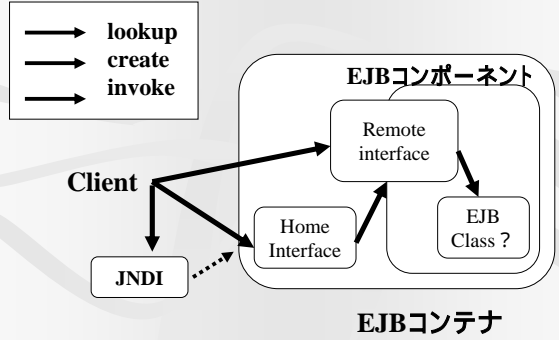 lookup
create
invoke
EJBコンポーネント
Remote
interface
Client
Home
Interface
EJB
Class？
JNDI
EJBコンテナ